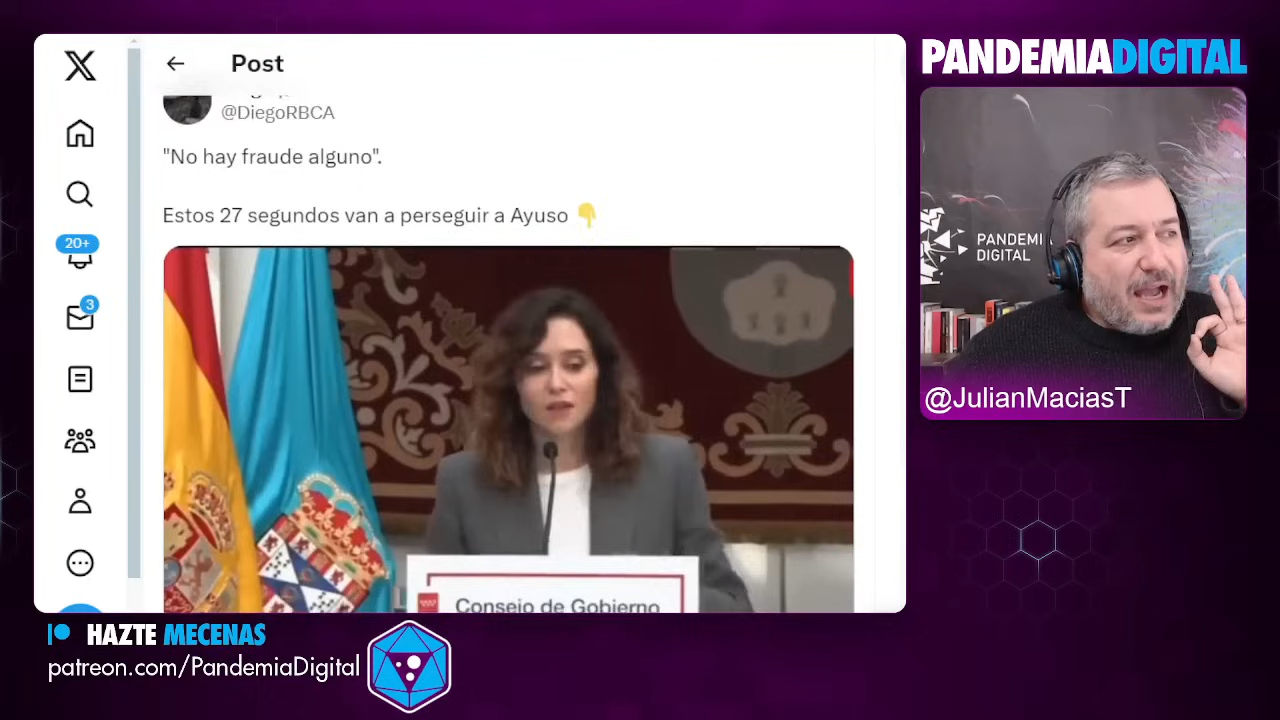 Post
@DiegoRBCA
"No hay fraude alguno".
Estos 27 segundos van a perseguir a Ayuso 👇
20+
3
Consejo de Gobierno
PANDEMIADIGITAL
PANDEMI
DIGITAL
@JulianMaciasT
HAZTE MECENAS
patreon.com/PandemiaDigital